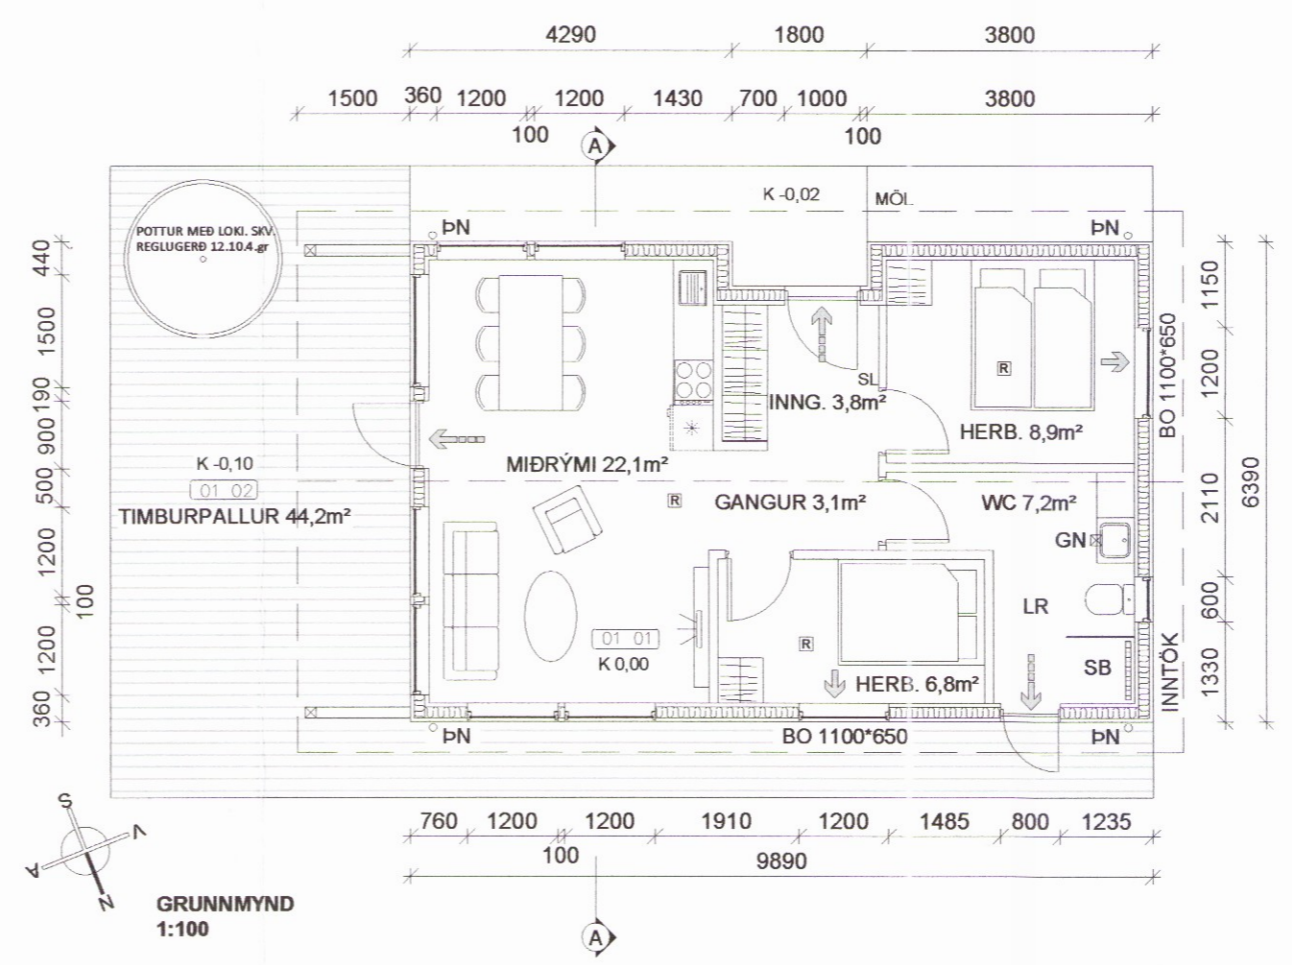 4290 1800 3800
1500 360 1200 1200 1430 700 1000 3800
100 100
A
K -0,02
MÖL
POTTUR MEÐ LOKI. SKV.
REGLUGERÐ 12.10.4.gr
ÞN
ÞN
440
1500
190
900
500
1200
100
1200
360
1150
1200
2110
600
1330
6390
BO 1100*650
R
SL
INNG. 3,8m²
HERB. 8,9m²
MIÐRÝMI 22,1m²
K -0,10
01 02
TIMBURPALLUR 44,2m²
R
GANGUR 3,1m²
WC 7,2m²
GN
LR
01 01
K 0,00
R
SB
HERB. 6,8m²
INNTÖK
ÞN
BO 1100*650
ÞN
760 1200 1200 1910 1200 1485 800 1235
100
9890
S
V
A
N
GRUNNMYND
1:100
A